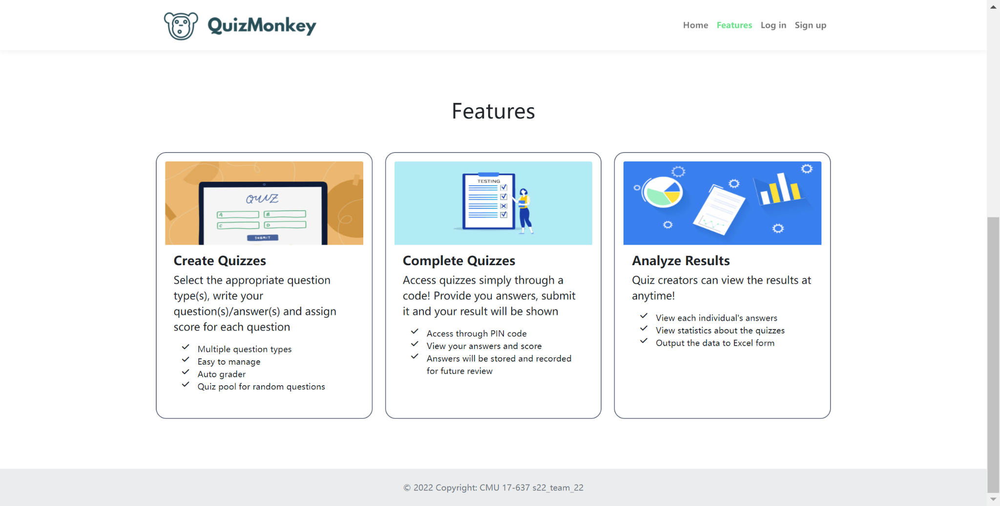 QuizMonkey
Home Features Log in Sign up
Features
QUIZ
A
B
C
D
SUBMIT
Create Quizzes
Select the appropriate question
type(s), write your
question(s)/answer(s) and assign
score for each question
Multiple question types
Easy to manage
Auto grader
Quiz pool for random questions
TESTING
Complete Quizzes
Access quizzes simply through a
code! Provide you answers, submit
it and your result will be shown
Access through PIN code
View your answers and score
Answers will be stored and recorded
for future review
Analyze Results
Quiz creators can view the results at
anytime!
View each individual's answers
View statistics about the quizzes
Output the data to Excel form
© 2022 Copyright: CMU 17-637 s22_team_22